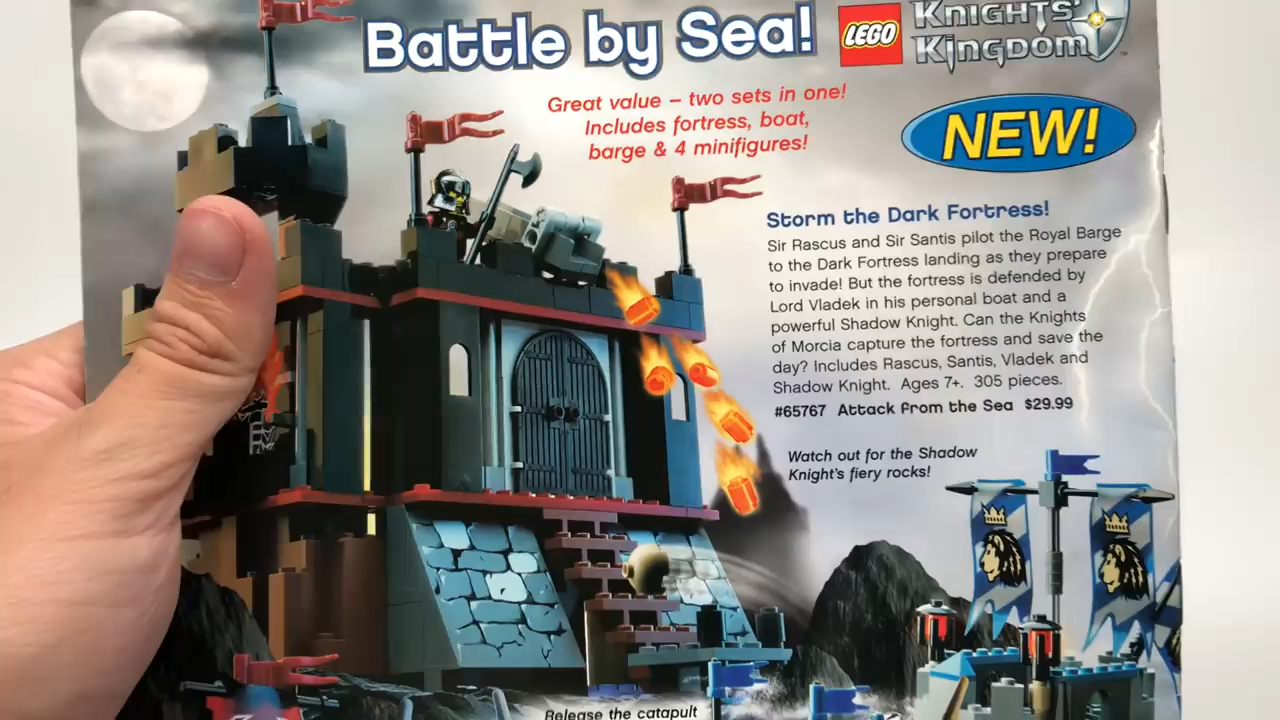 Battle by Sea!
LEGO
KNIGHTS'
KINGDOM™
Great value – two sets in one!
Includes fortress, boat,
barge & 4 minifigures!
NEW!
Storm the Dark Fortress!
Sir Rascus and Sir Santis pilot the Royal Barge
to the Dark Fortress landing as they prepare
to invade! But the fortress is defended by
Lord Vladek in his personal boat and a
powerful Shadow Knight. Can the Knights
of Morcia capture the fortress and save the
day? Includes Rascus, Santis, Vladek and
Shadow Knight. Ages 7+. 305 pieces.
#65767 Attack from the Sea $29.99
Watch out for the Shadow
Knight's fiery rocks!
Release the catapult